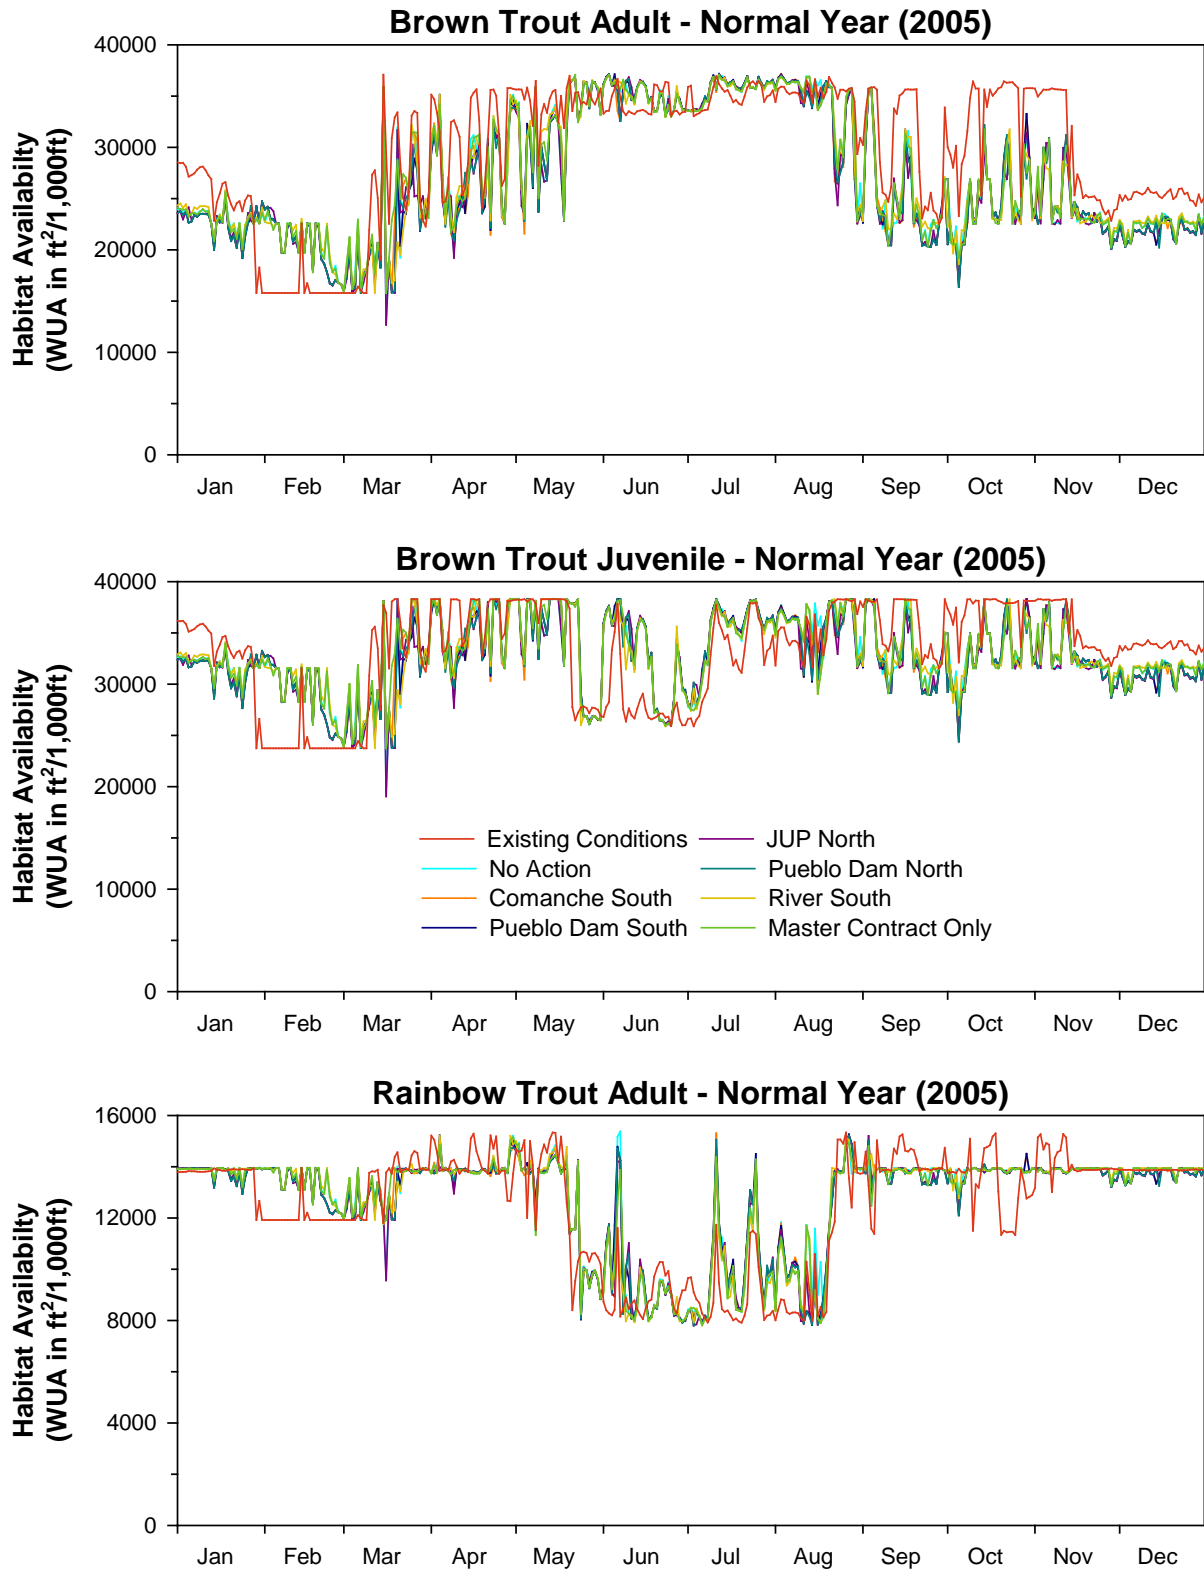 Brown Trout Adult - Normal Year (2005)
Habitat Availabilty
(WUA in ft²/1,000ft)
40000
30000
20000
10000
0
Jan Feb Mar Apr May Jun Jul Aug Sep Oct Nov Dec
Brown Trout Juvenile - Normal Year (2005)
Habitat Availabilty
(WUA in ft²/1,000ft)
40000
30000
20000
10000
0
Existing Conditions JUP North
No Action Pueblo Dam North
Comanche South River South
Pueblo Dam South Master Contract Only
Jan Feb Mar Apr May Jun Jul Aug Sep Oct Nov Dec
Rainbow Trout Adult - Normal Year (2005)
Habitat Availabilty
(WUA in ft²/1,000ft)
16000
12000
8000
4000
0
Jan Feb Mar Apr May Jun Jul Aug Sep Oct Nov Dec